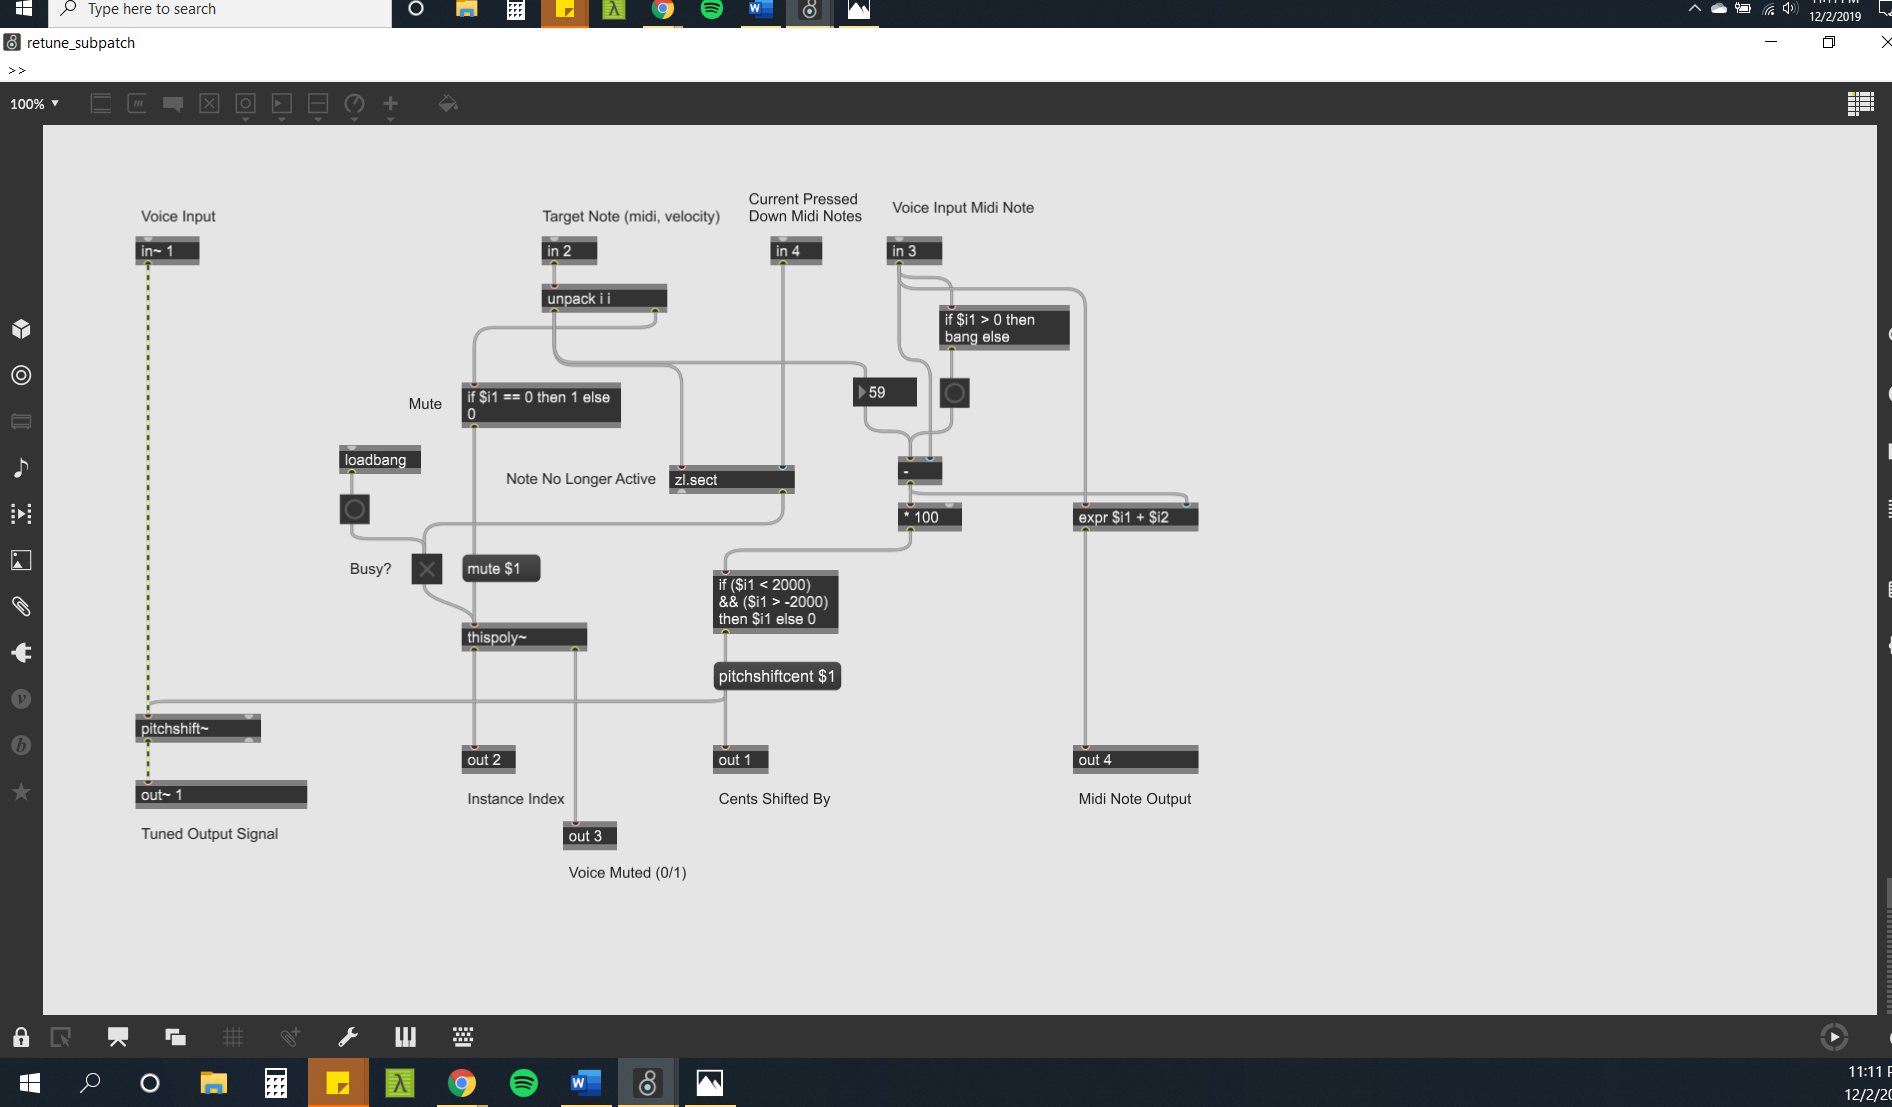 Type here to search
12/2/2019
retune_subpatch
>>
100%
Voice Input
Target Note (midi, velocity)
Current Pressed
Down Midi Notes
Voice Input Midi Note
in~ 1
in 2
in 4
in 3
unpack i i
if $i1 > 0 then
bang else
59
Mute
if $i1 == 0 then 1 else
0
loadbang
Note No Longer Active
zl.sect
-
* 100
expr $i1 + $i2
Busy?
mute $1
if ($i1 < 2000)
&& ($i1 > -2000)
then $i1 else 0
thispoly~
pitchshiftcent $1
pitchshift~
out 2
out 1
out 4
out~ 1
Instance Index
Cents Shifted By
Midi Note Output
Tuned Output Signal
out 3
Voice Muted (0/1)
11:11
12/2/20